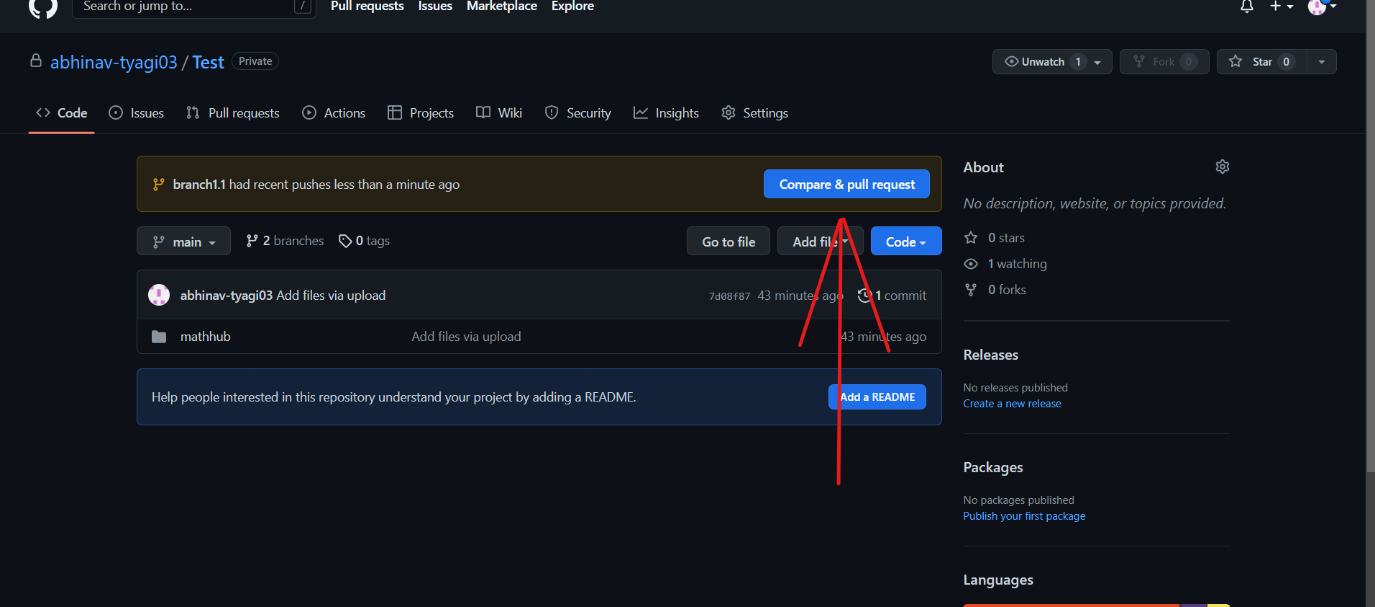 Search or jump to... /
Pull requests Issues Marketplace Explore
abhinav-tyagi03 / Test Private
Unwatch 1 Fork 0 Star 0
Code Issues Pull requests Actions Projects Wiki Security Insights Settings
branch1.1 had recent pushes less than a minute ago
Compare & pull request
main 2 branches 0 tags
Go to file Add file Code
abhinav-tyagi03 Add files via upload
7d08f87 43 minutes ago 1 commit
mathhub Add files via upload 43 minutes ago
Help people interested in this repository understand your project by adding a README.
Add a README
About
No description, website, or topics provided.
0 stars
1 watching
0 forks
Releases
No releases published
Create a new release
Packages
No packages published
Publish your first package
Languages